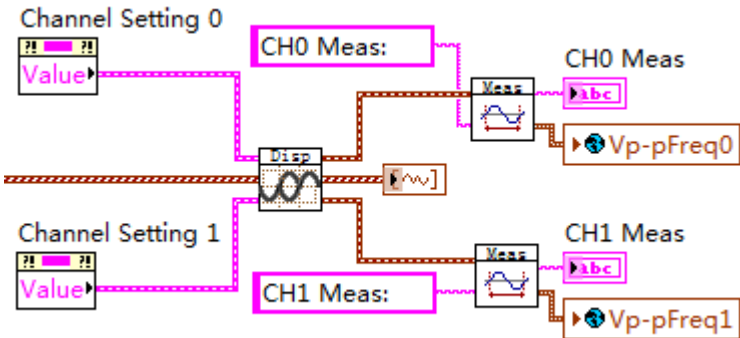 Channel Setting 0
?! ?!
Value
CH0 Meas:
Meas
CH0 Meas
abc
Vp-pFreq0
Disp
Channel Setting 1
?! ?!
Value
CH1 Meas:
Meas
CH1 Meas
abc
Vp-pFreq1